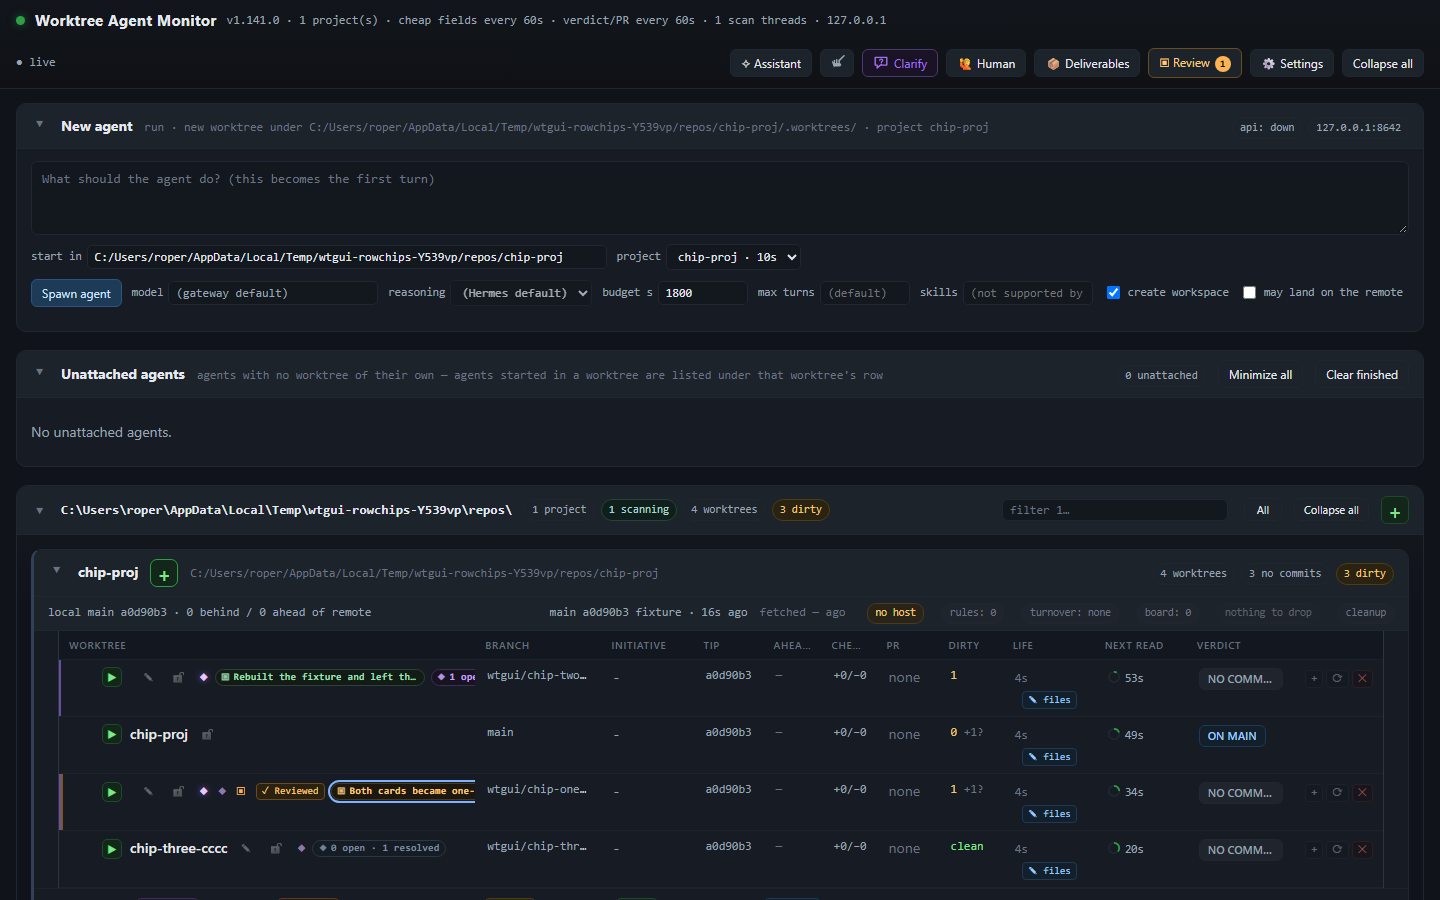 Worktree Agent Monitor v1.141.0 · 1 project(s) · cheap fields every 60s · verdict/PR every 60s · 1 scan threads · 127.0.0.1
live
Assistant
Clarify
Human
Deliverables
Review 1
Settings
Collapse all
New agent run · new worktree under C:/Users/roper/AppData/Local/Temp/wtgui-rowchips-Y539vp/repos/chip-proj/.worktrees/ · project chip-proj api: down 127.0.0.1:8642
What should the agent do? (this becomes the first turn)
start in C:/Users/roper/AppData/Local/Temp/wtgui-rowchips-Y539vp/repos/chip-proj project chip-proj · 10s
Spawn agent model (gateway default) reasoning (Hermes default) budget s 1800 max turns (default) skills (not supported by create workspace may land on the remote
Unattached agents agents with no worktree of their own — agents started in a worktree are listed under that worktree's row 0 unattached Minimize all Clear finished
No unattached agents.
C:\Users\roper\AppData\Local\Temp\wtgui-rowchips-Y539vp\repos\ 1 project 1 scanning 4 worktrees 3 dirty filter 1… All Collapse all +
chip-proj + C:/Users/roper/AppData/Local/Temp/wtgui-rowchips-Y539vp/repos/chip-proj 4 worktrees 3 no commits 3 dirty
local main a0d90b3 · 0 behind / 0 ahead of remote main a0d90b3 fixture · 16s ago fetched — ago no host rules: 0 turnover: none board: 0 nothing to drop cleanup
WORKTREE BRANCH INITIATIVE TIP AHEA… CHE… PR DIRTY LIFE NEXT READ VERDICT
Rebuilt the fixture and left th… 1 ope wtgui/chip-two… – a0d90b3 — +0/−0 none 1 4s 53s NO COMM… +
files
chip-proj main – a0d90b3 — +0/−0 none 0 +1? 4s 49s ON MAIN
files
✓ Reviewed Both cards became one- wtgui/chip-one… – a0d90b3 — +0/−0 none 1 +1? 4s 34s NO COMM… +
files
chip-three-cccc 0 open · 1 resolved wtgui/chip-thr… – a0d90b3 — +0/−0 none clean 4s 20s NO COMM… +
files